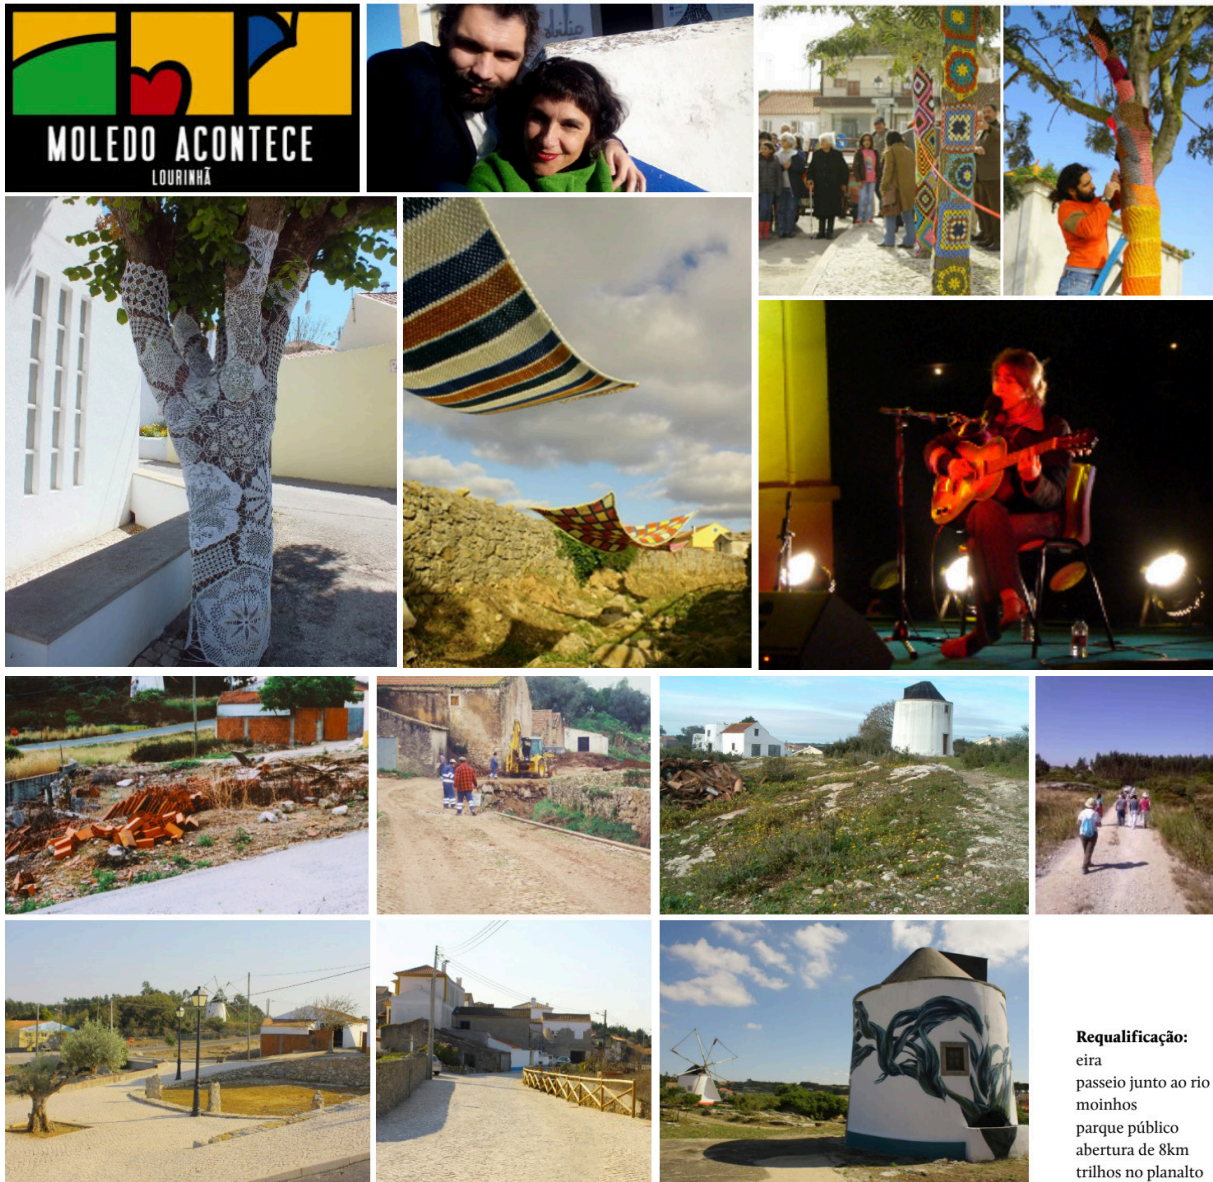 MOLEDO ACONTECE
LOURINHÃ
Requalificação:
eira
passeio junto ao rio
moinhos
parque público
abertura de 8km
trilhos no planalto